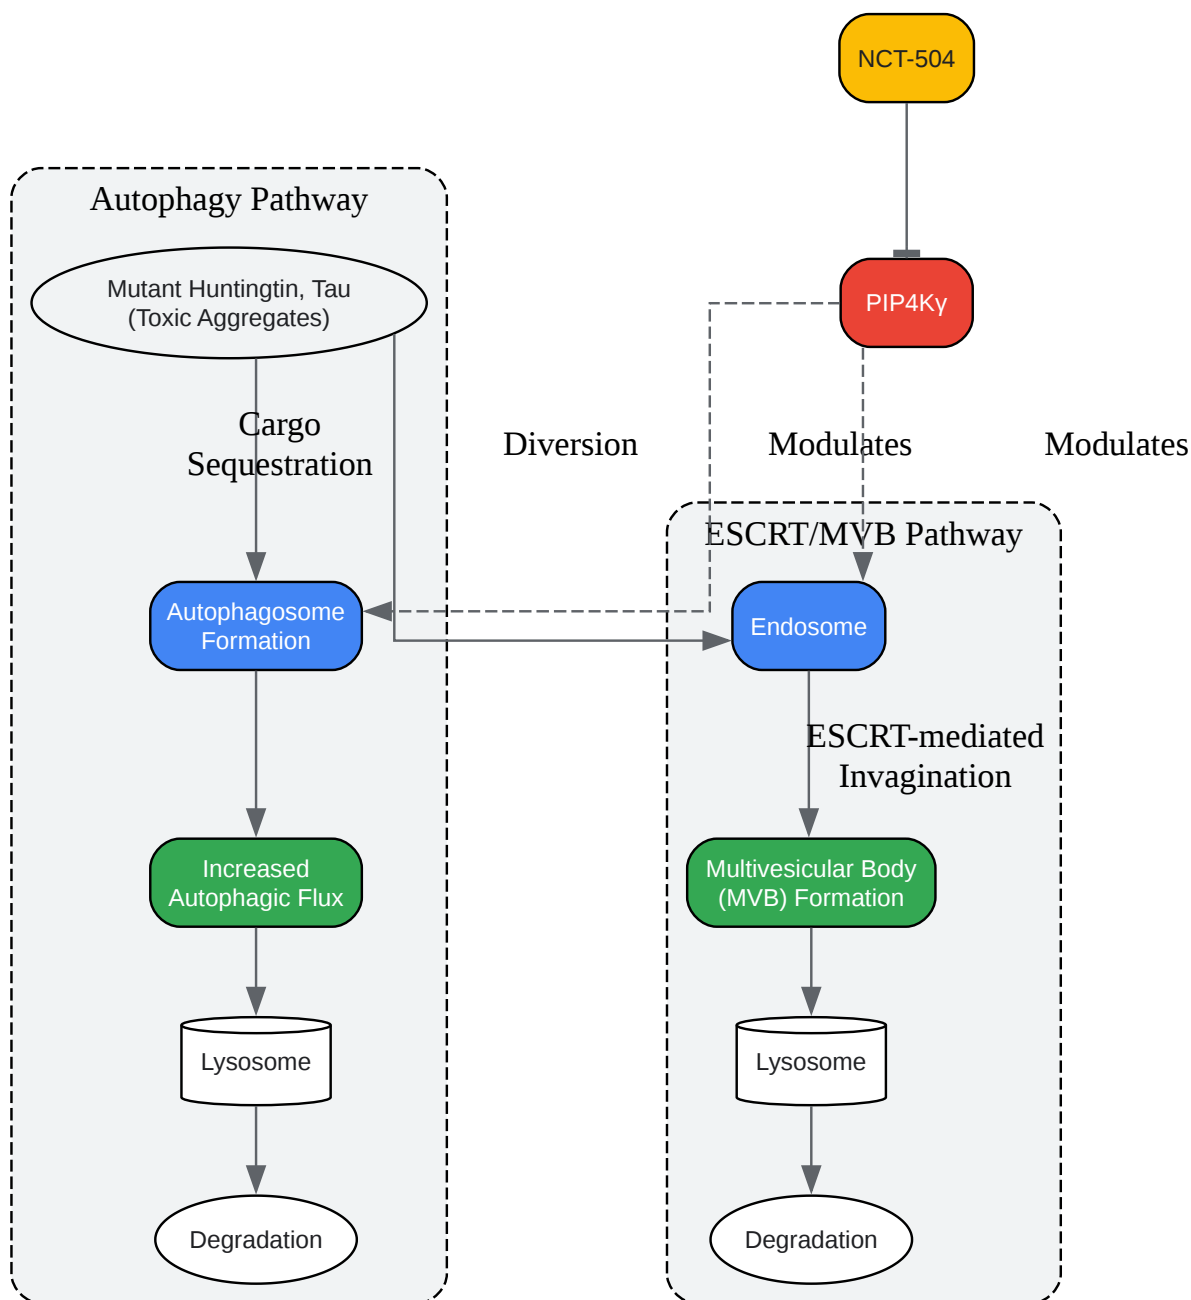 NCT-504
Autophagy Pathway
Mutant Huntingtin, Tau
(Toxic Aggregates)
PIP4Kγ
Cargo
Sequestration
Diversion
Modulates
Modulates
ESCRT/MVB Pathway
Autophagosome
Formation
Endosome
ESCRT-mediated
Invagination
Increased
Autophagic Flux
Multivesicular Body
(MVB) Formation
Lysosome
Lysosome
Degradation
Degradation